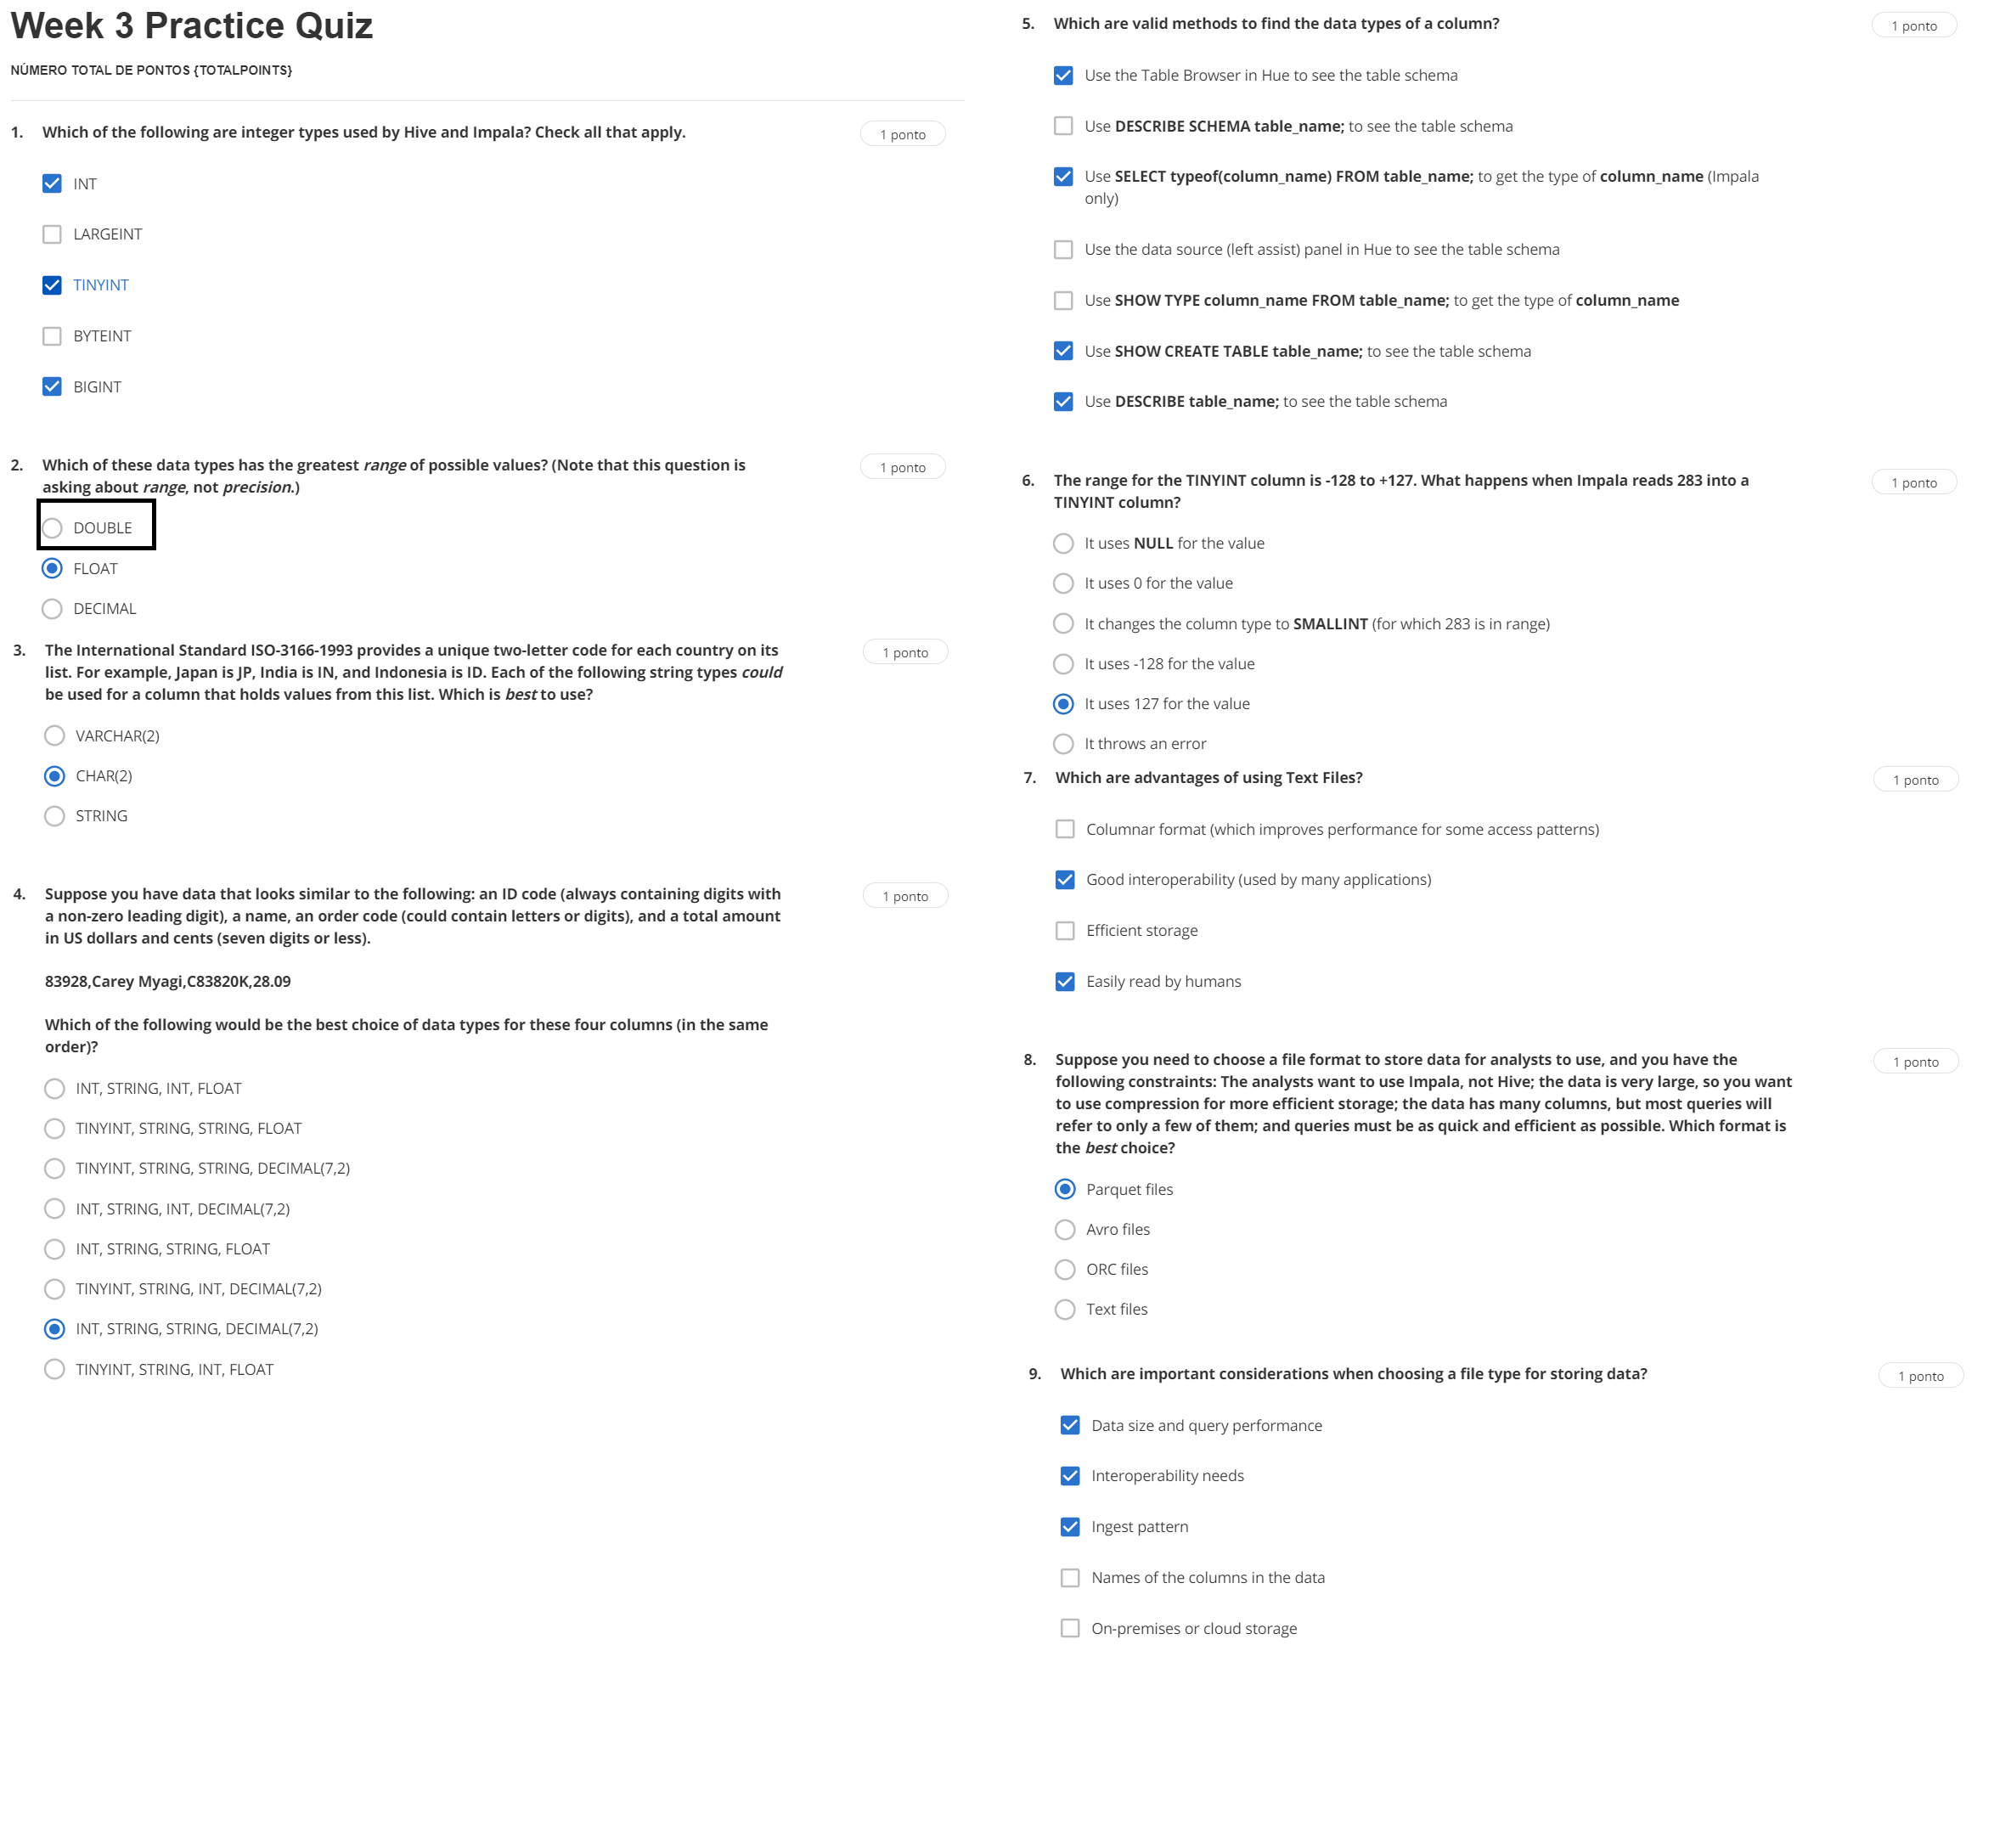 Week 3 Practice Quiz
NÚMERO TOTAL DE PONTOS {TOTALPOINTS}
1. Which of the following are integer types used by Hive and Impala? Check all that apply.
1 ponto
INT
LARGEINT
TINYINT
BYTEINT
BIGINT
2. Which of these data types has the greatest range of possible values? (Note that this question is
asking about range, not precision.)
1 ponto
DOUBLE
FLOAT
DECIMAL
3. The International Standard ISO-3166-1993 provides a unique two-letter code for each country on its
list. For example, Japan is JP, India is IN, and Indonesia is ID. Each of the following string types could
be used for a column that holds values from this list. Which is best to use?
1 ponto
VARCHAR(2)
CHAR(2)
STRING
4. Suppose you have data that looks similar to the following: an ID code (always containing digits with
a non-zero leading digit), a name, an order code (could contain letters or digits), and a total amount
in US dollars and cents (seven digits or less).
1 ponto
83928,Carey Myagi,C83820K,28.09
Which of the following would be the best choice of data types for these four columns (in the same
order)?
INT, STRING, INT, FLOAT
TINYINT, STRING, STRING, FLOAT
TINYINT, STRING, STRING, DECIMAL(7,2)
INT, STRING, INT, DECIMAL(7,2)
INT, STRING, STRING, FLOAT
TINYINT, STRING, INT, DECIMAL(7,2)
INT, STRING, STRING, DECIMAL(7,2)
TINYINT, STRING, INT, FLOAT
5. Which are valid methods to find the data types of a column?
1 ponto
Use the Table Browser in Hue to see the table schema
Use DESCRIBE SCHEMA table_name; to see the table schema
Use SELECT typeof(column_name) FROM table_name; to get the type of column_name (Impala
only)
Use the data source (left assist) panel in Hue to see the table schema
Use SHOW TYPE column_name FROM table_name; to get the type of column_name
Use SHOW CREATE TABLE table_name; to see the table schema
Use DESCRIBE table_name; to see the table schema
6. The range for the TINYINT column is -128 to +127. What happens when Impala reads 283 into a
TINYINT column?
1 ponto
It uses NULL for the value
It uses 0 for the value
It changes the column type to SMALLINT (for which 283 is in range)
It uses -128 for the value
It uses 127 for the value
It throws an error
7. Which are advantages of using Text Files?
1 ponto
Columnar format (which improves performance for some access patterns)
Good interoperability (used by many applications)
Efficient storage
Easily read by humans
8. Suppose you need to choose a file format to store data for analysts to use, and you have the
following constraints: The analysts want to use Impala, not Hive; the data is very large, so you want
to use compression for more efficient storage; the data has many columns, but most queries will
refer to only a few of them; and queries must be as quick and efficient as possible. Which format is
the best choice?
1 ponto
Parquet files
Avro files
ORC files
Text files
9. Which are important considerations when choosing a file type for storing data?
1 ponto
Data size and query performance
Interoperability needs
Ingest pattern
Names of the columns in the data
On-premises or cloud storage